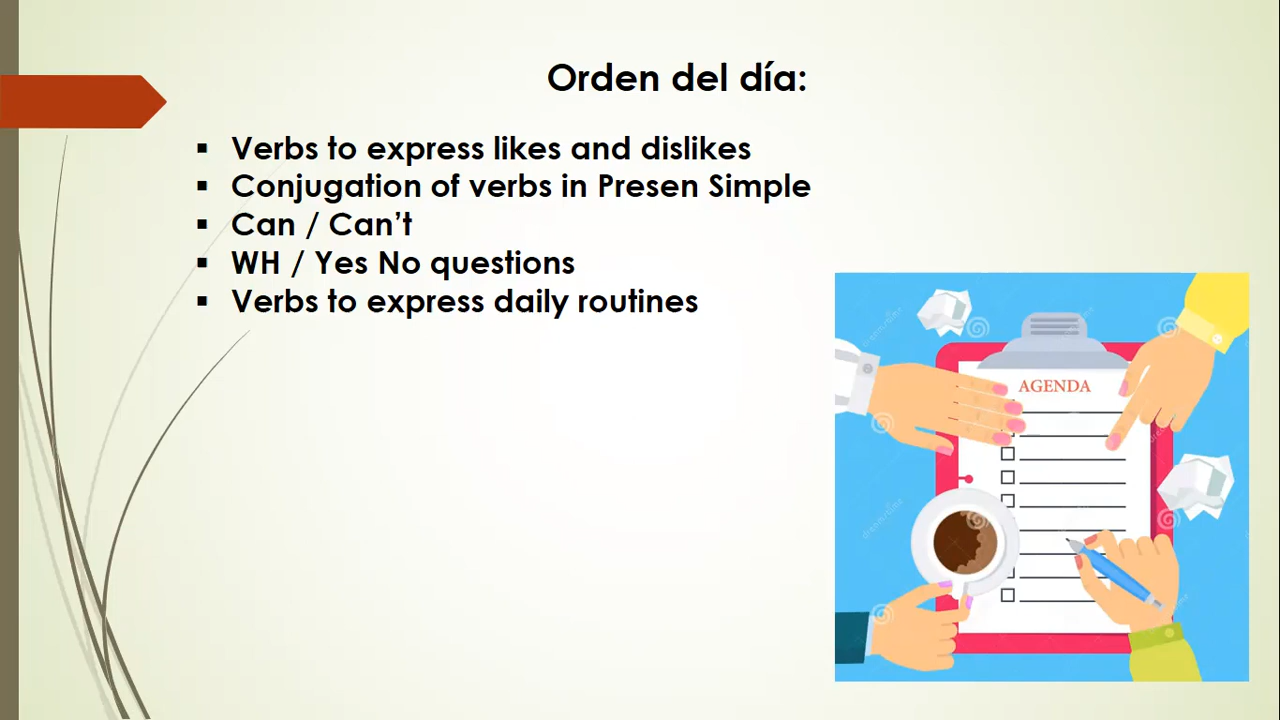 Orden del día:
▪ Verbs to express likes and dislikes
▪ Conjugation of verbs in Presen Simple
▪ Can / Can’t
▪ WH / Yes No questions
▪ Verbs to express daily routines
AGENDA